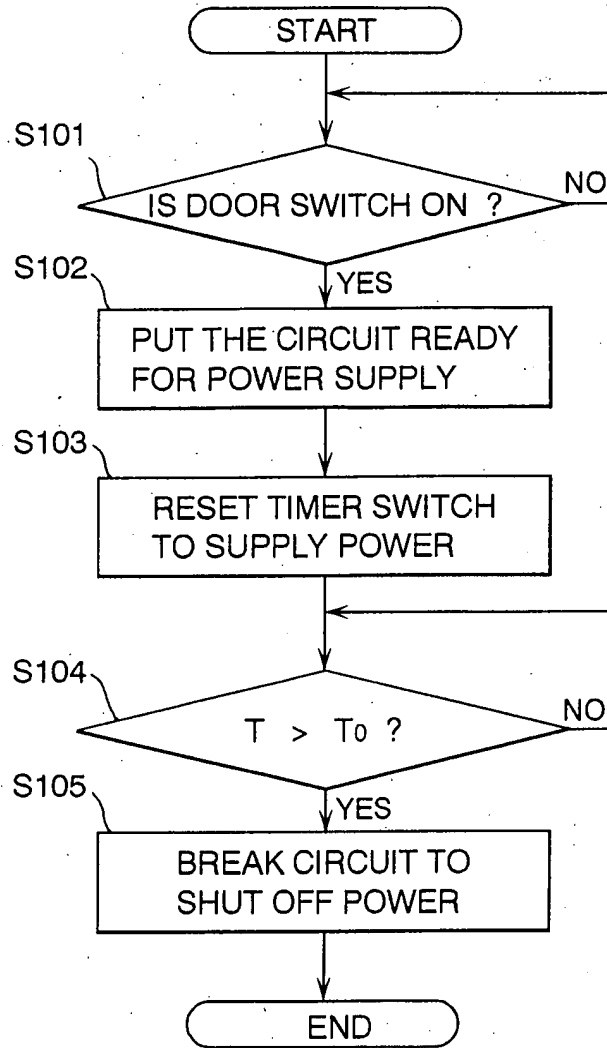 START
S101
IS DOOR SWITCH ON ?
NO
YES
S102
PUT THE CIRCUIT READY
FOR POWER SUPPLY
S103
RESET TIMER SWITCH
TO SUPPLY POWER
S104
T > T0 ?
NO
YES
S105
BREAK CIRCUIT TO
SHUT OFF POWER
END